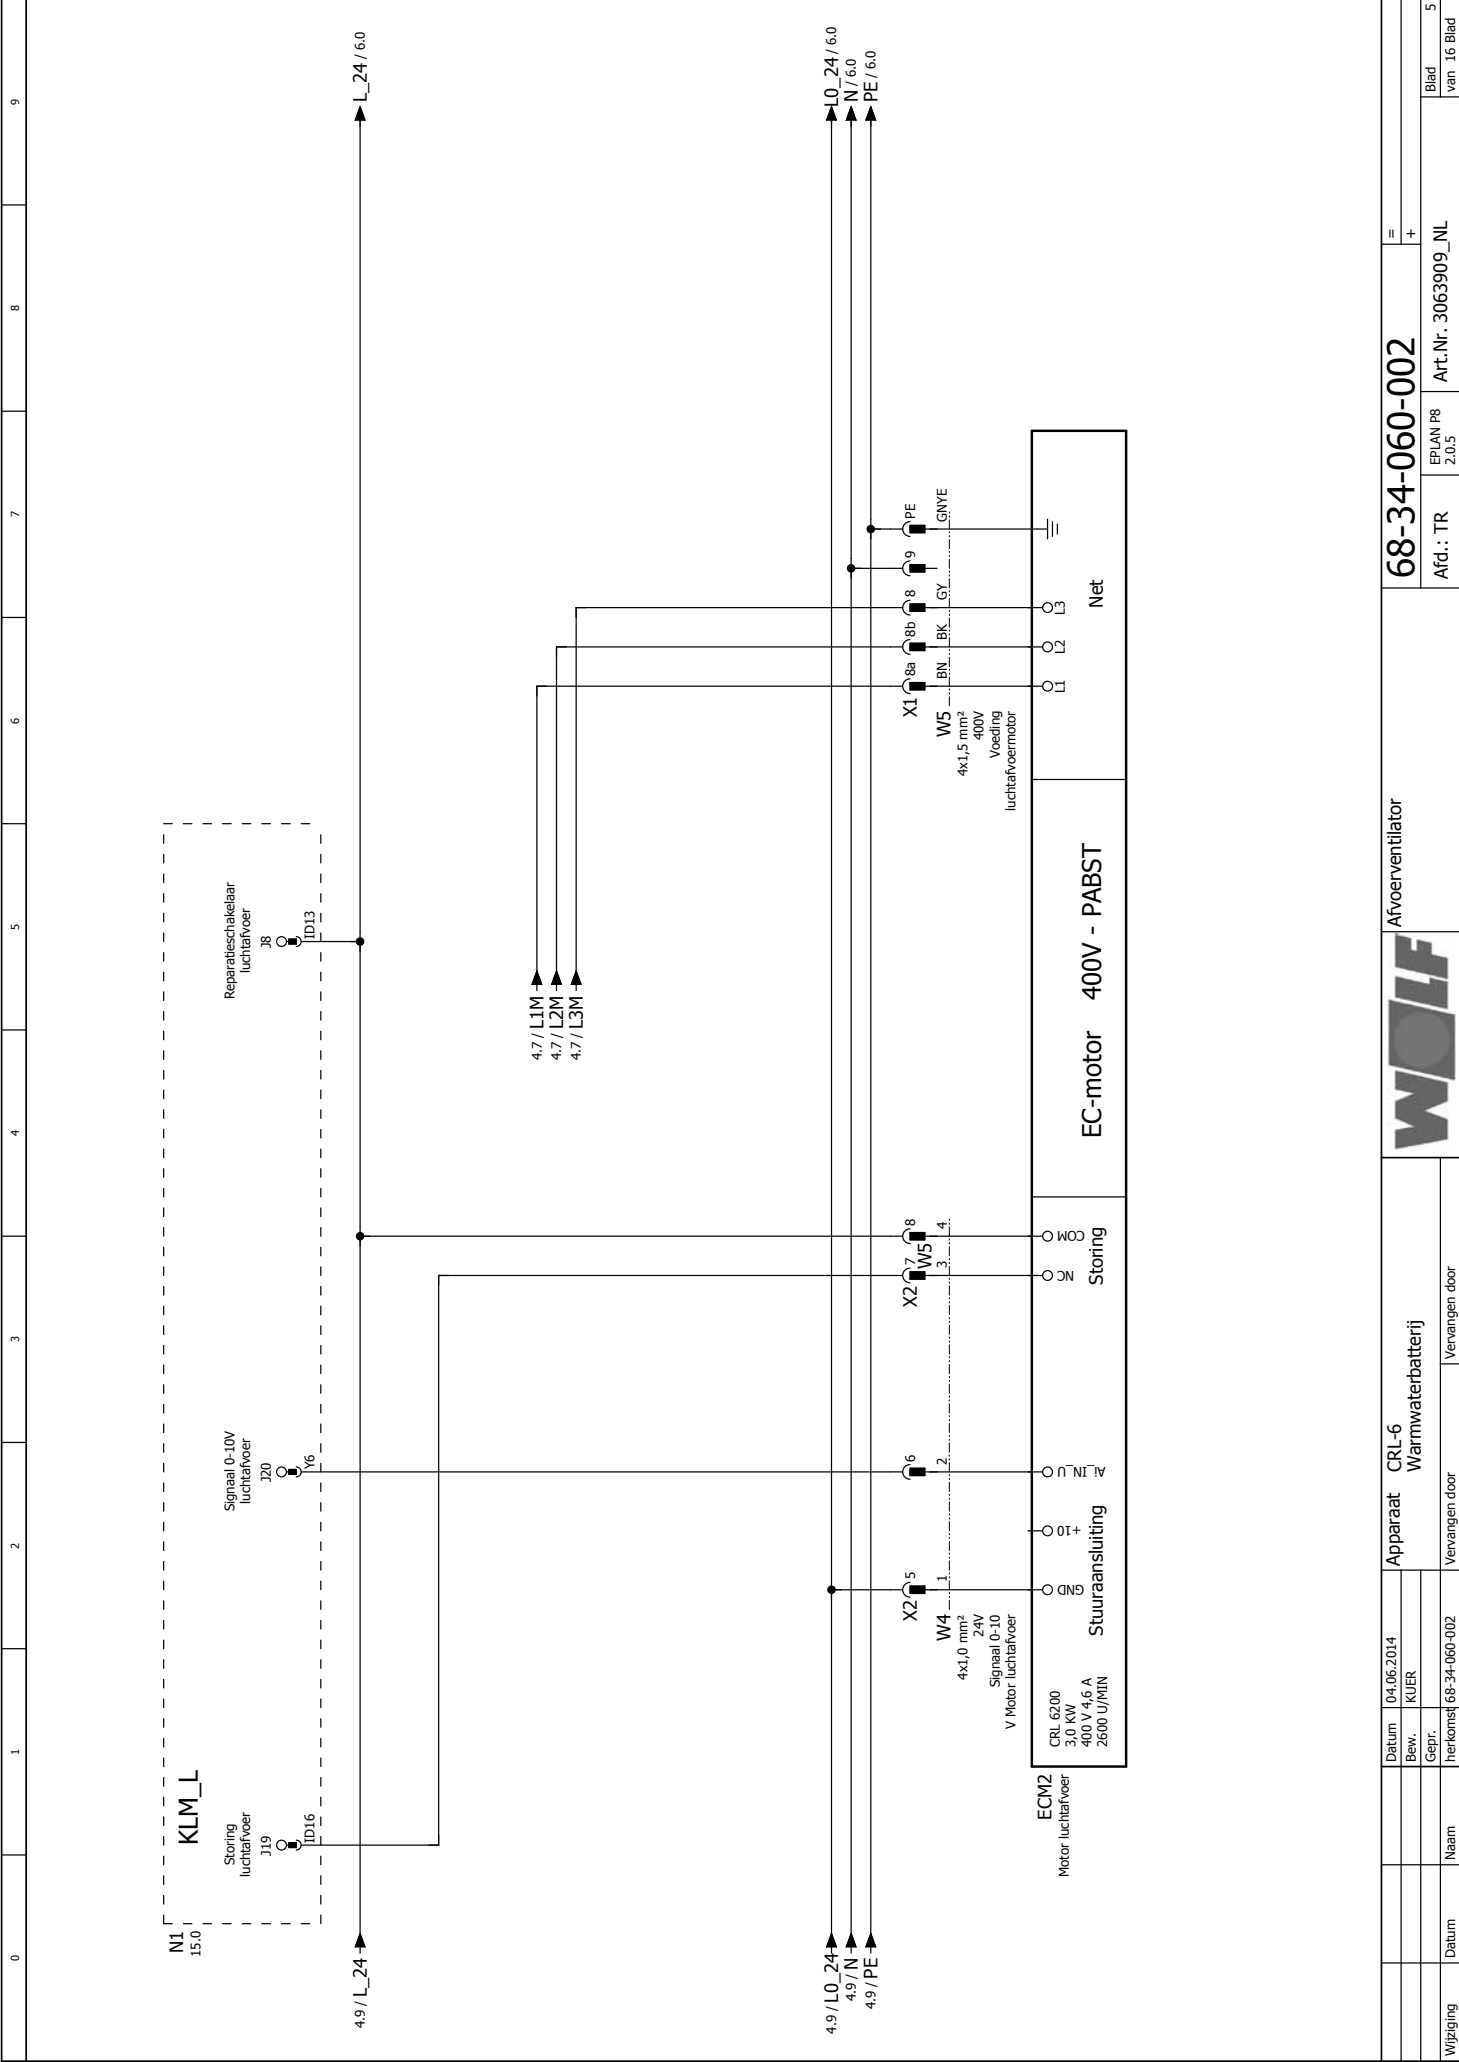 0
1
2
3
4
5
6
7
8
9
N1
15.0
KLM_L
Storing
luchtafvoer
J19
ID16
Signaal 0-10V
luchtafvoer
J20
Y6
Reparatieschakelaar
luchtafvoer
J8
ID13
4.9 / L_24
L_24 / 6.0
4.7 / L1M
4.7 / L2M
4.7 / L3M
4.9 / L0_24
4.9 / N
4.9 / PE
L0_24 / 6.0
N / 6.0
PE / 6.0
X2
5
6
X2
7
8
W5
X1
8a
8b
8
9
PE
W4
1
2
3
4
4x1,0 mm²
24V
Signaal 0-10
V Motor luchtafvoer
W5
BN
BK
GY
GNYE
4x1,5 mm²
400V
Voeding
luchtafvoermotor
ECM2
Motor luchtafvoer
CRL 6200
3,0 KW
400 V 4,6 A
2600 U/MIN
GND
+10
Ai_IN_U
Stuuraansluiting
NC
COM
Storing
EC-motor 400V - PABST
L1
L2
L3
Net
Wijziging
Datum
Naam
Datum
04.06.2014
Bew.
KUER
Gepr.
herkomst
68-34-060-002
Apparaat CRL-6
Warmwaterbatterij
Vervangen door
Vervangen door
WOLF
Afvoerventilator
68-34-060-002
=
+
Afd.: TR
EPLAN P8
2.0.5
Art.Nr. 3063909_NL
Blad 5
van 16 Blad